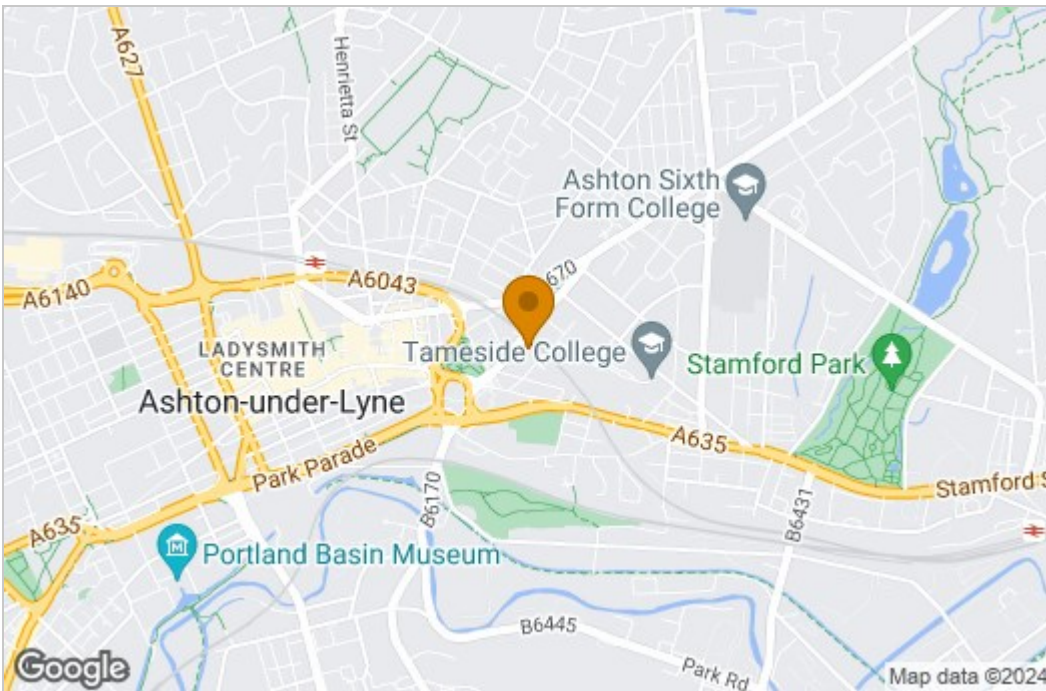 A627
Henrietta St
Ashton Sixth
Form College
A6140
A6043
670
LADYSMITH
CENTRE
Tameside College
Stamford Park
Ashton-under-Lyne
A635
Park Parade
Stamford S
B6170
B6431
A635
Portland Basin Museum
B6445
Park Rd
Google
Map data ©2024